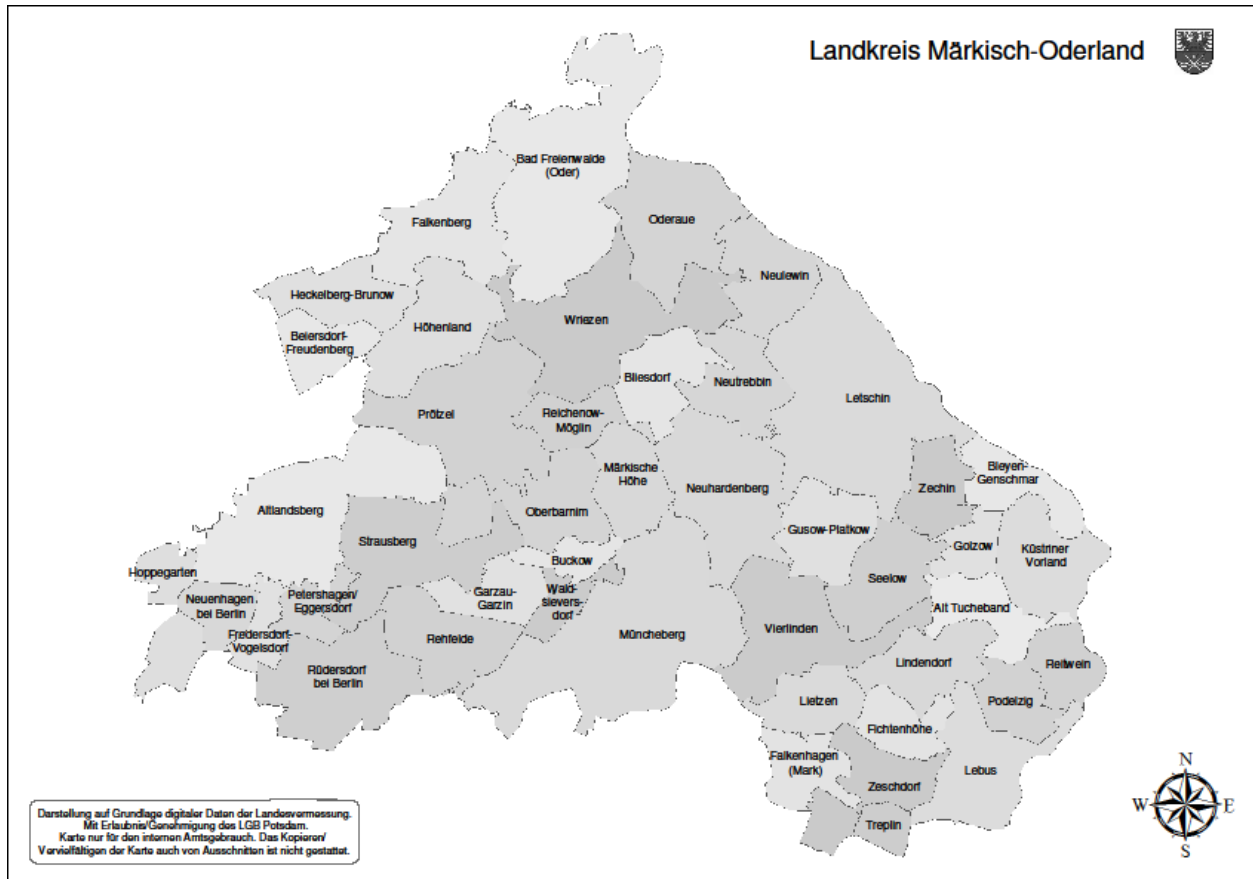 Landkreis Märkisch-Oderland
Bad Freienwalde
(Oder)
Falkenberg
Oderaue
Neulewin
Heckelberg-Brunow
Höhenland
Wriezen
Beiersdorf-
Freudenberg
Bliesdorf
Neutrebbin
Letschin
Prötzel
Reichenow-
Möglin
Märkische
Höhe
Neuhardenberg
Zechin
Bleyen-
Genschmar
Altlandsberg
Oberbarnim
Gusow-Platkow
Strausberg
Golzow
Küstriner
Vorland
Buckow
Hoppegarten
Seelow
Neuenhagen
bei Berlin
Petershagen/
Eggersdorf
Garzau-
Garzin
Wald-
sievers-
dorf
Alt Tucheband
Fredersdorf-
Vogelsdorf
Rehfelde
Müncheberg
Vierlinden
Lindendorf
Reitwein
Rüdersdorf
bei Berlin
Lietzen
Podelzig
Fichtenhöhe
Falkenhagen
(Mark)
Zeschdorf
Lebus
Treplin
N
W
E
S
Darstellung auf Grundlage digitaler Daten der Landesvermessung.
Mit Erlaubnis/Genehmigung des LGB Potsdam.
Karte nur für den internen Amtsgebrauch. Das Kopieren/
Vervielfältigen der Karte auch von Ausschnitten ist nicht gestattet.